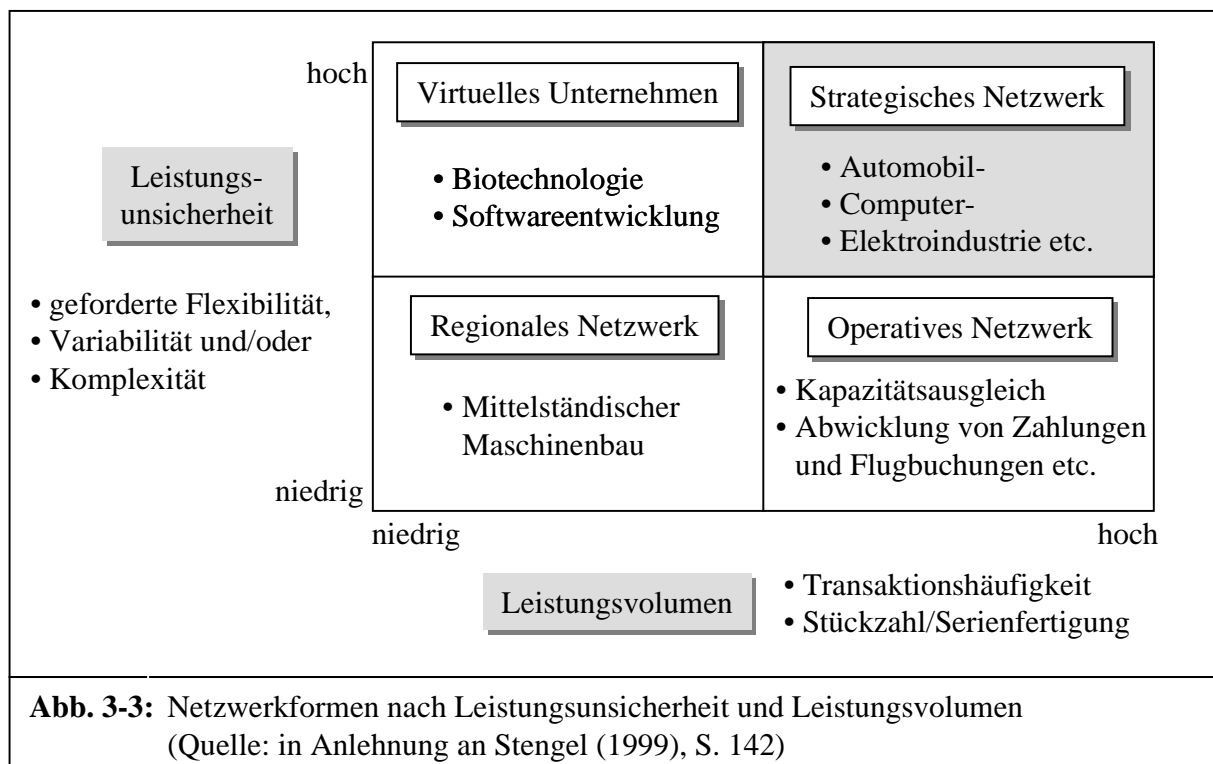 hoch
Virtuelles Unternehmen
• Biotechnologie
• Softwareentwicklung
Strategisches Netzwerk
• Automobil-
• Computer-
• Elektroindustrie etc.
Leistungs-
unsicherheit
• geforderte Flexibilität,
• Variabilität und/oder
• Komplexität
Regionales Netzwerk
• Mittelständischer
Maschinenbau
Operatives Netzwerk
• Kapazitätsausgleich
• Abwicklung von Zahlungen
und Flugbuchungen etc.
niedrig
niedrig
hoch
Leistungsvolumen
• Transaktionshäufigkeit
• Stückzahl/Serienfertigung
Abb. 3-3: Netzwerkformen nach Leistungsunsicherheit und Leistungsvolumen
(Quelle: in Anlehnung an Stengel (1999), S. 142)